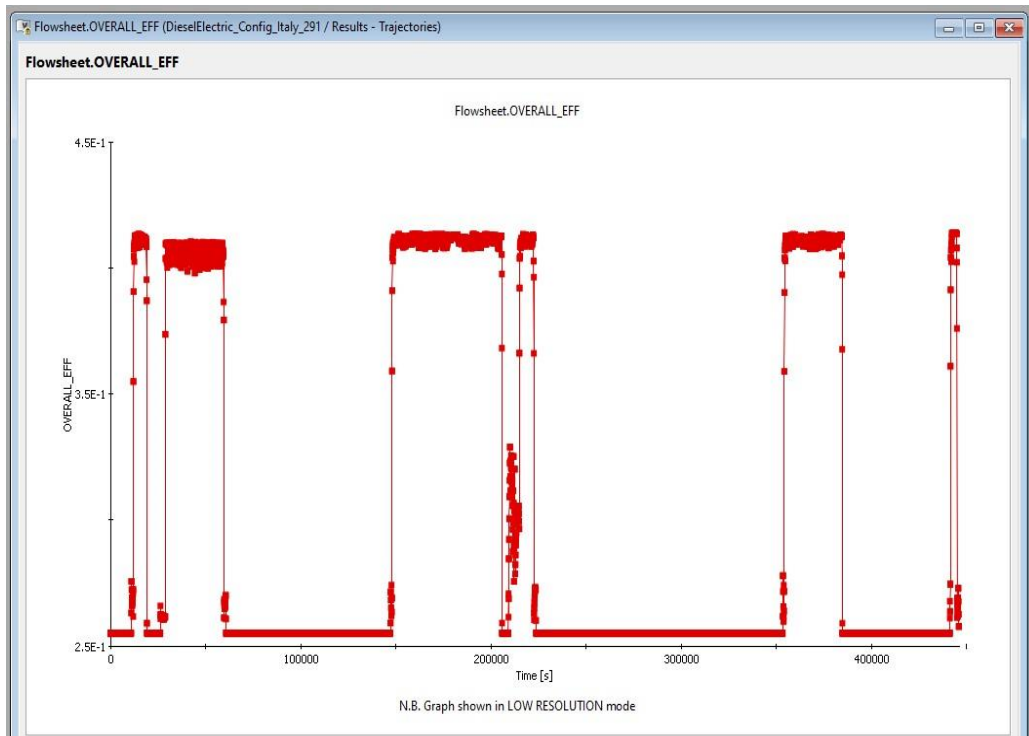 Flowsheet.OVERALL_EFF (DieselElectric_Config_Italy_291 / Results - Trajectories)
Flowsheet.OVERALL_EFF
Flowsheet.OVERALL_EFF
4.5E-1
3.5E-1
2.5E-1
OVERALL_EFF
0 100000 200000 300000 400000
Time [s]
N.B. Graph shown in LOW RESOLUTION mode